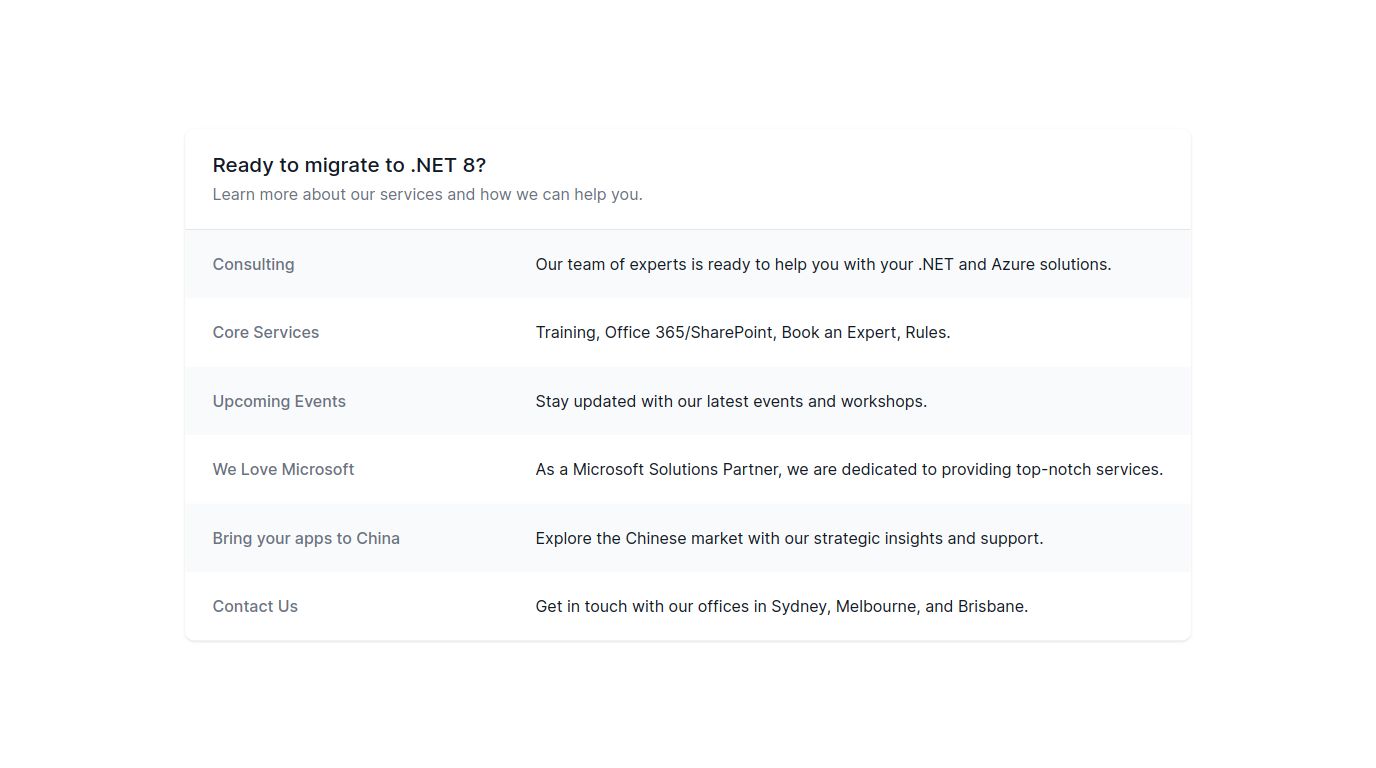 Ready to migrate to .NET 8?
Learn more about our services and how we can help you.
Consulting
Our team of experts is ready to help you with your .NET and Azure solutions.
Core Services
Training, Office 365/SharePoint, Book an Expert, Rules.
Upcoming Events
Stay updated with our latest events and workshops.
We Love Microsoft
As a Microsoft Solutions Partner, we are dedicated to providing top-notch services.
Bring your apps to China
Explore the Chinese market with our strategic insights and support.
Contact Us
Get in touch with our offices in Sydney, Melbourne, and Brisbane.